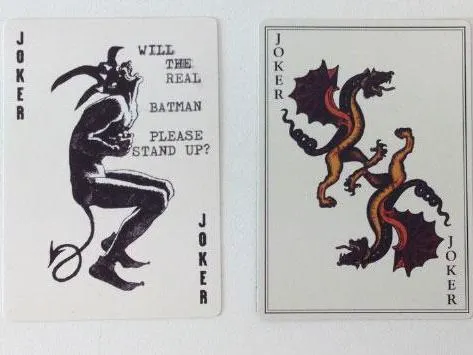 JOKER
WILL
THE
REAL
BATMAN
PLEASE
STAND UP?
JOKER
JOKER
JOKER